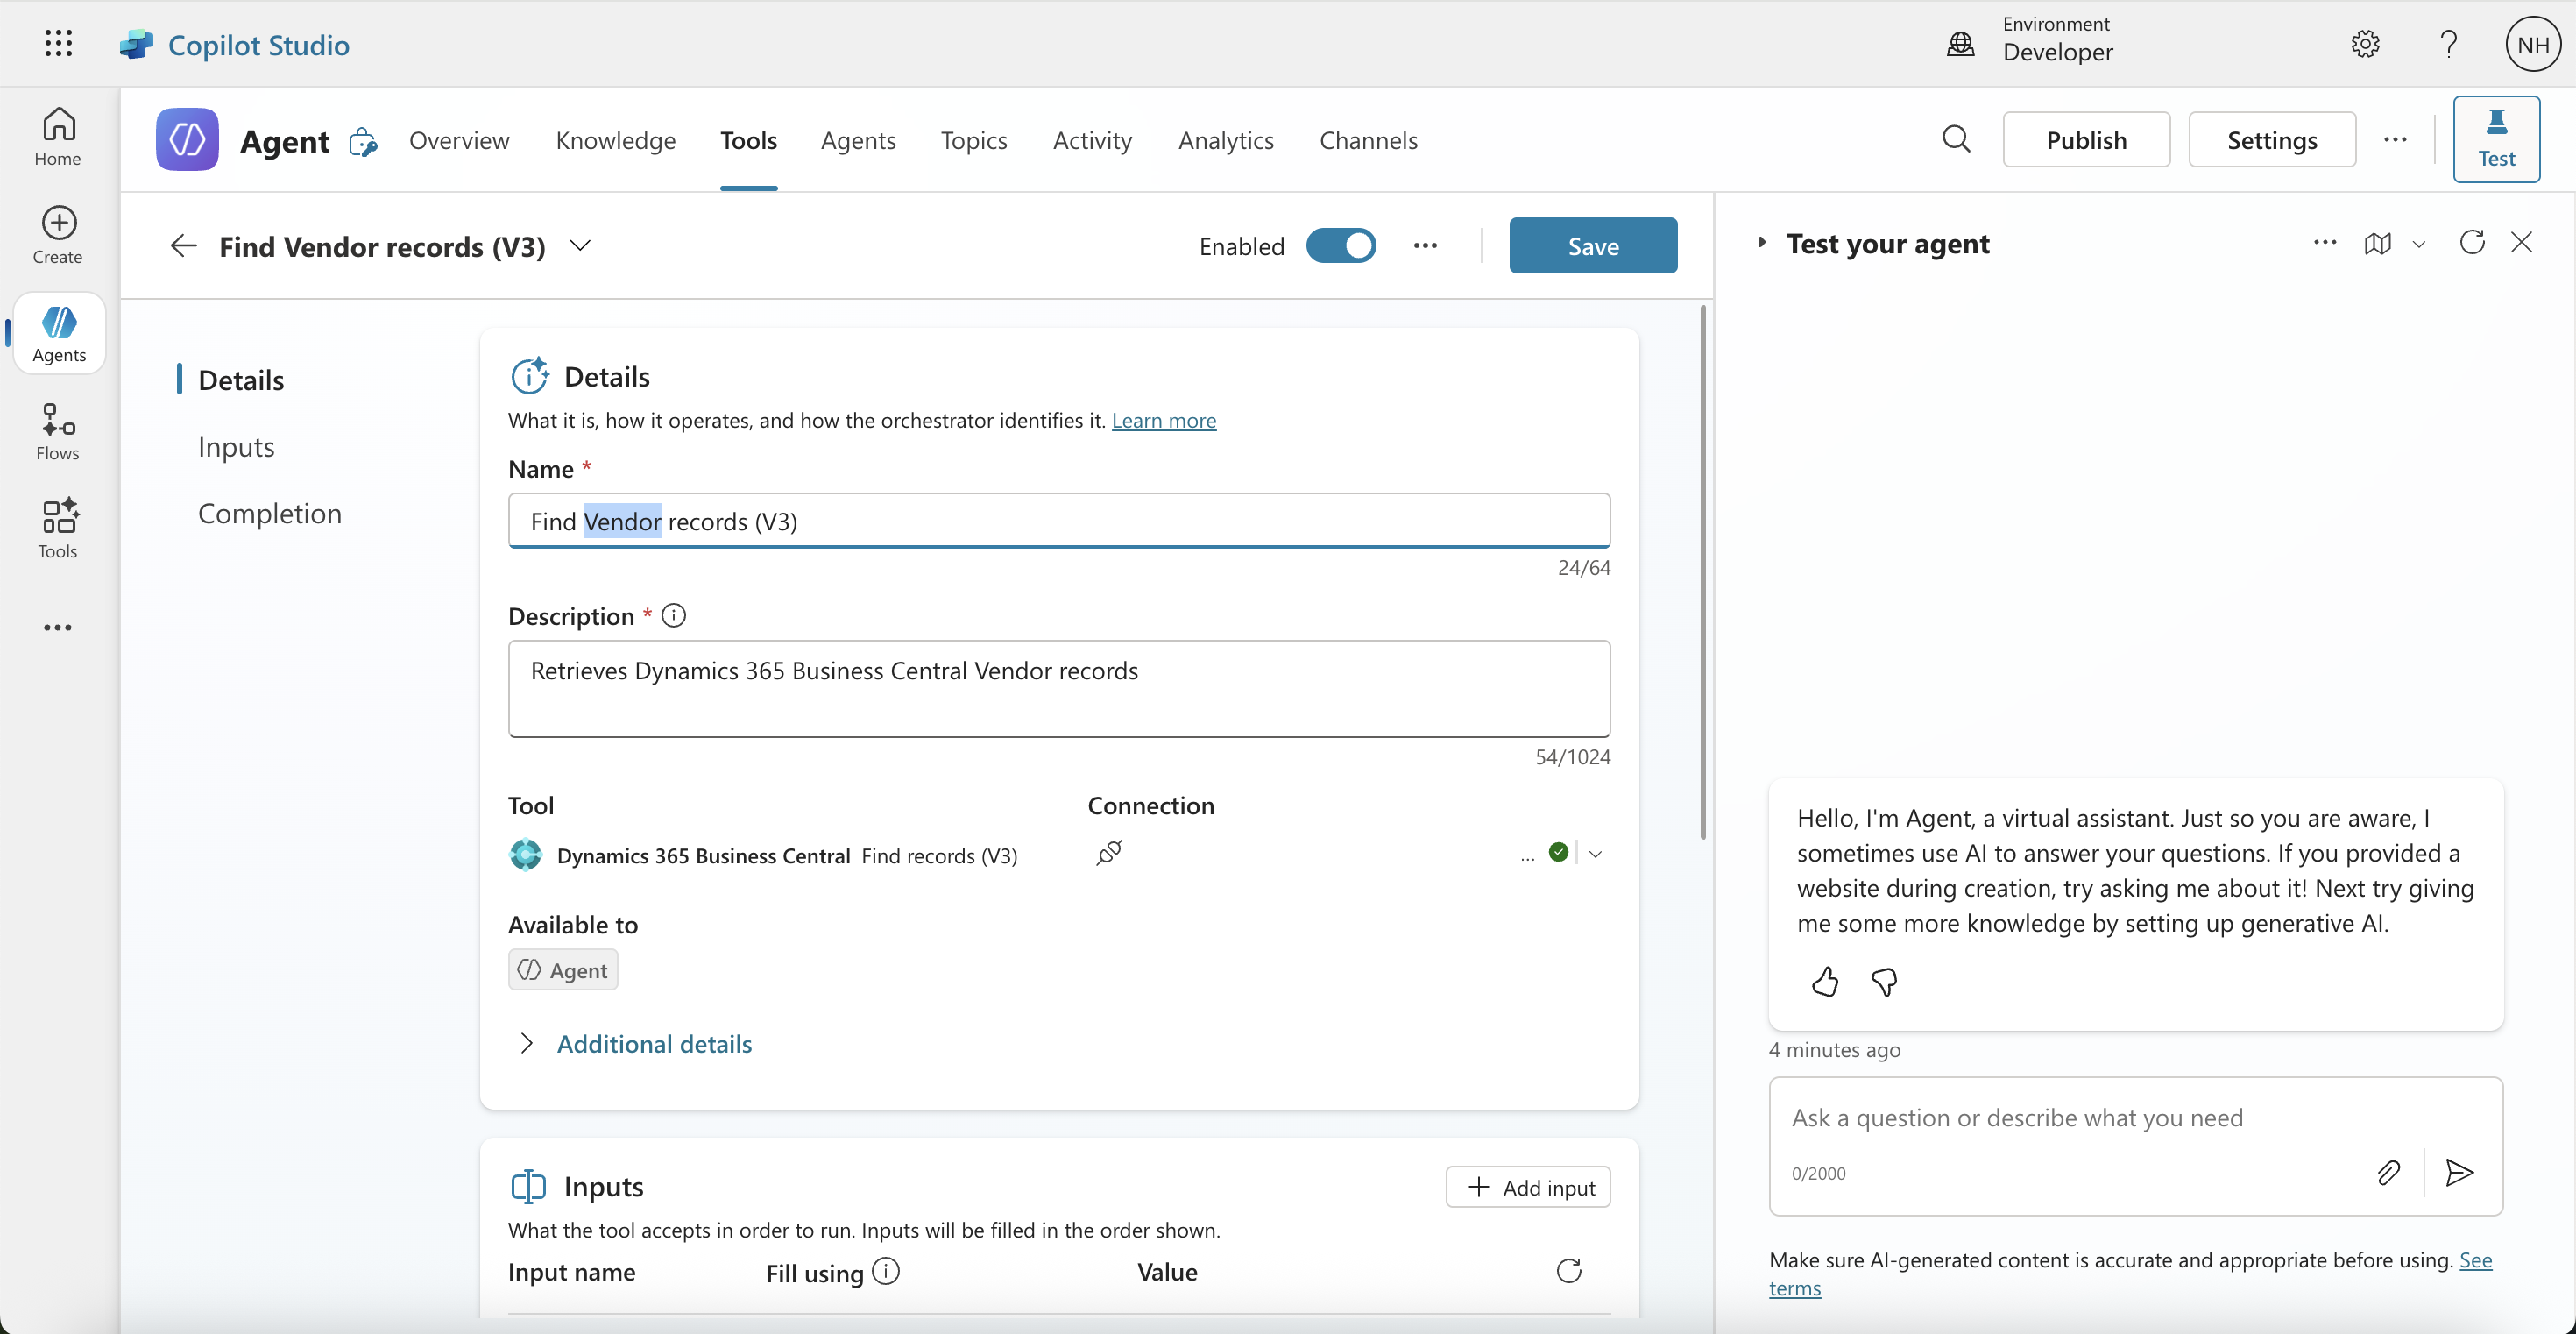 Copilot Studio
Environment
Developer
NH
Home
Create
Agents
Flows
Tools
Agent
Overview
Knowledge
Tools
Agents
Topics
Activity
Analytics
Channels
Publish
Settings
Test
Find Vendor records (V3)
Enabled
Save
Details
Inputs
Completion
Details
What it is, how it operates, and how the orchestrator identifies it. Learn more
Name *
Find Vendor records (V3)
24/64
Description *
Retrieves Dynamics 365 Business Central Vendor records
54/1024
Tool
Connection
Dynamics 365 Business Central Find records (V3)
...
Available to
Agent
Additional details
Inputs
Add input
What the tool accepts in order to run. Inputs will be filled in the order shown.
Input name
Fill using
Value
Test your agent
Hello, I'm Agent, a virtual assistant. Just so you are aware, I
sometimes use AI to answer your questions. If you provided a
website during creation, try asking me about it! Next try giving
me some more knowledge by setting up generative AI.
4 minutes ago
Ask a question or describe what you need
0/2000
Make sure AI-generated content is accurate and appropriate before using. See
terms